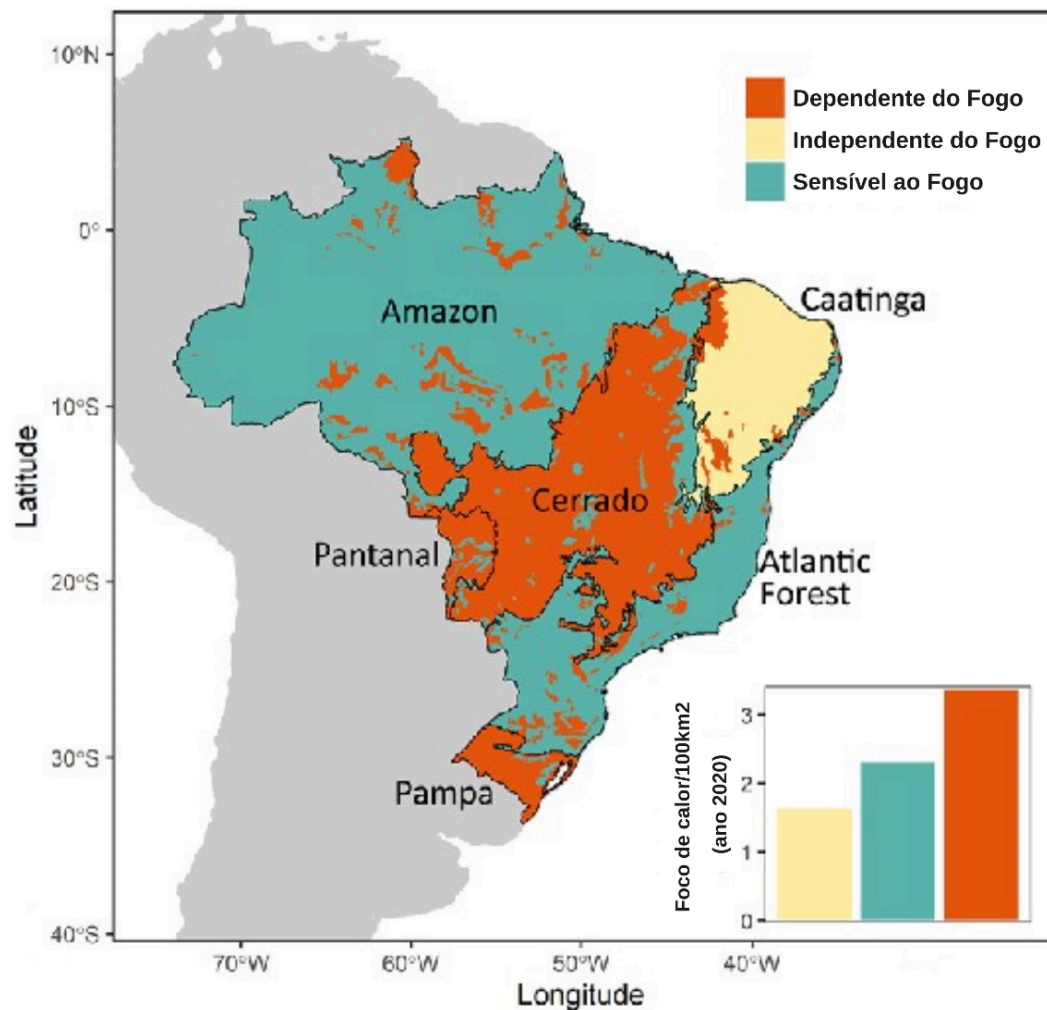 10°N
0°
10°S
20°S
30°S
40°S
Latitude
70°W
60°W
50°W
40°W
Longitude
Dependente do Fogo
Independente do Fogo
Sensível ao Fogo
Amazon
Caatinga
Cerrado
Pantanal
Atlantic
Forest
Pampa
Foco de calor/100km2
(ano 2020)
3
2
1
0